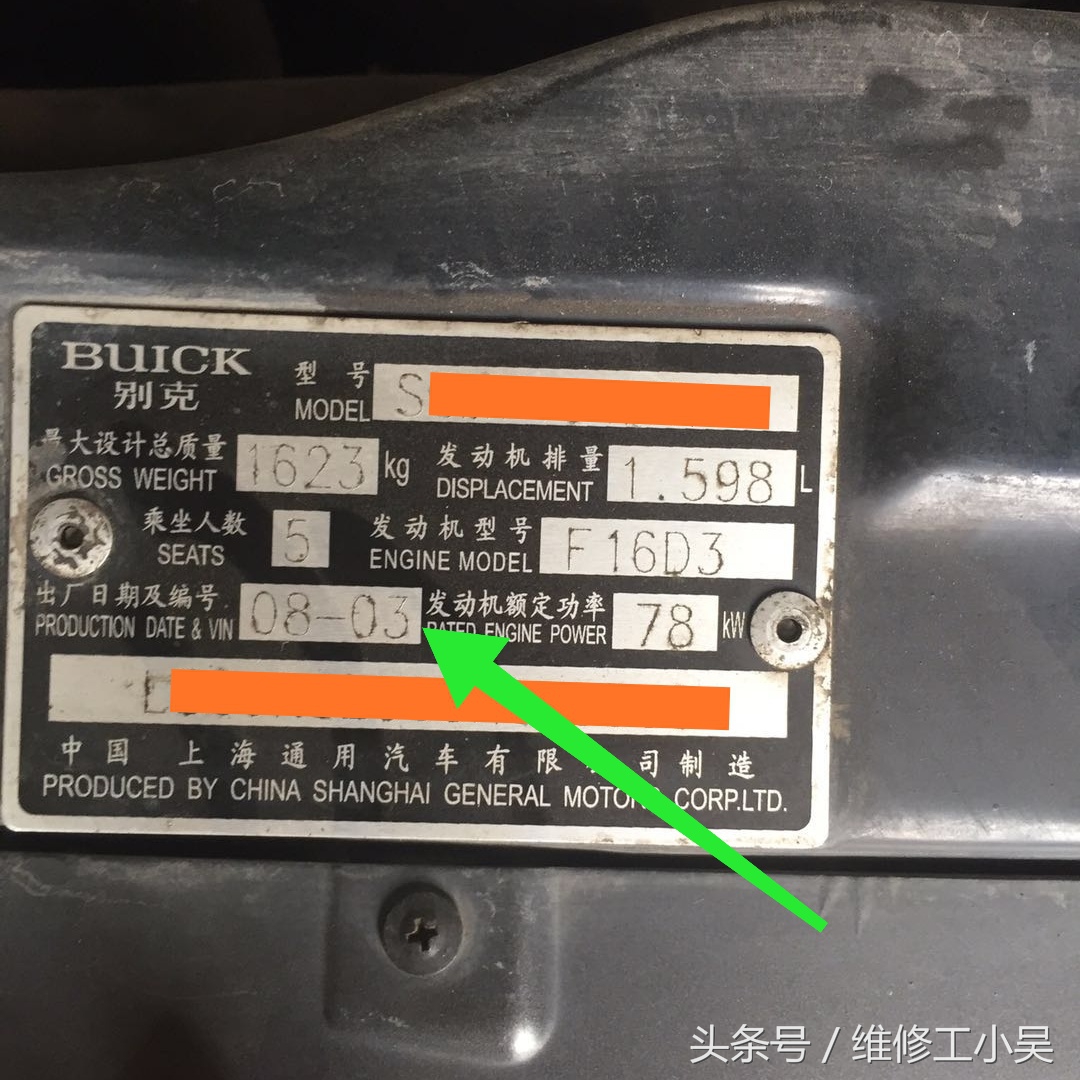 BUICK
别克
型号
MODEL S
最大设计总质量
GROSS WEIGHT 1623 kg
发动机排量
DISPLACEMENT 1.598 L
乘坐人数
SEATS 5
发动机型号
ENGINE MODEL F16D3
出厂日期及编号
PRODUCTION DATE & VIN 08-03
发动机额定功率
RATED ENGINE POWER 78 kW
中国 上海通用汽车有限公司制造
PRODUCED BY CHINA SHANGHAI GENERAL MOTORS CORP.LTD.
头条号 / 维修工小吴